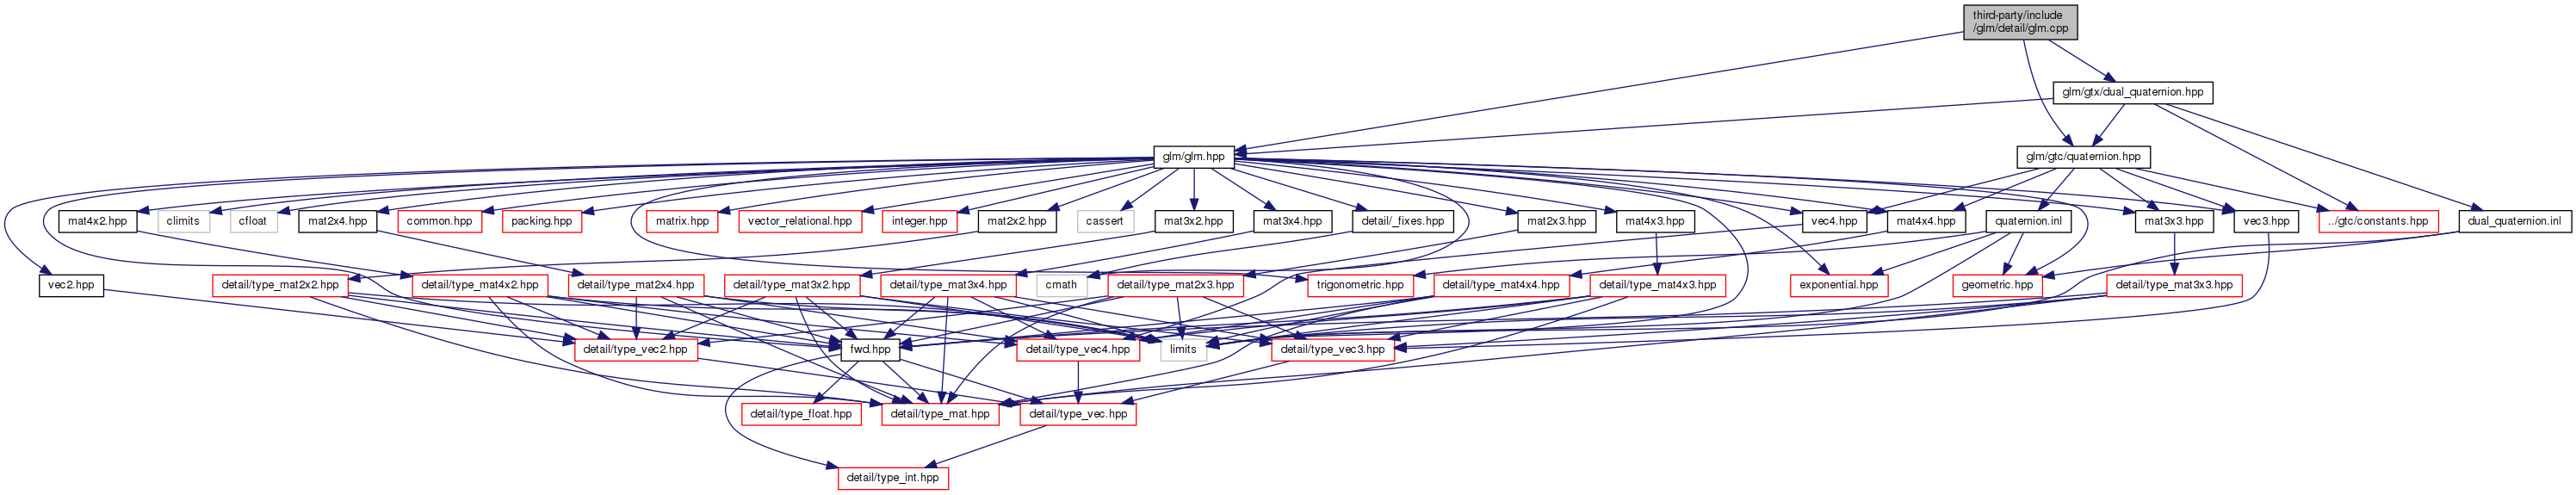 third-party/include
/glm/detail/glm.cpp
glm/gtx/dual_quaternion.hpp
glm/glm.hpp
glm/gtc/quaternion.hpp
mat4x2.hpp
climits
cfloat
mat2x4.hpp
common.hpp
packing.hpp
matrix.hpp
vector_relational.hpp
integer.hpp
mat2x2.hpp
cassert
mat3x2.hpp
mat3x4.hpp
detail/_fixes.hpp
mat2x3.hpp
mat4x3.hpp
vec4.hpp
mat4x4.hpp
quaternion.inl
mat3x3.hpp
vec3.hpp
../gtc/constants.hpp
dual_quaternion.inl
vec2.hpp
detail/type_mat2x2.hpp
detail/type_mat4x2.hpp
detail/type_mat2x4.hpp
detail/type_mat3x2.hpp
detail/type_mat3x4.hpp
cmath
detail/type_mat2x3.hpp
trigonometric.hpp
detail/type_mat4x4.hpp
detail/type_mat4x3.hpp
exponential.hpp
geometric.hpp
detail/type_mat3x3.hpp
detail/type_vec2.hpp
fwd.hpp
detail/type_vec4.hpp
limits
detail/type_vec3.hpp
detail/type_float.hpp
detail/type_mat.hpp
detail/type_vec.hpp
detail/type_int.hpp